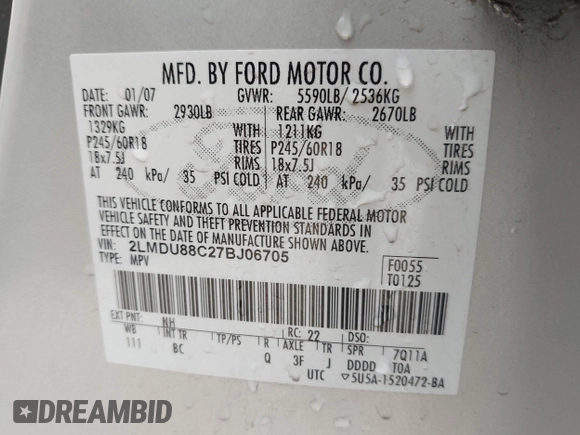 MFD. BY FORD MOTOR CO.
DATE: 01/07 GVWR: 5590LB/ 2536KG
FRONT GAWR: 2930LB REAR GAWR: 2670LB
1329KG WITH 1211KG WITH
P245/60R18 TIRES P245/60R18 TIRES
18x7.5J RIMS 18x7.5J RIMS
AT 240 kPa/ 35 PSI COLD AT 240 kPa/ 35 PSI COLD
THIS VEHICLE CONFORMS TO ALL APPLICABLE FEDERAL MOTOR
VEHICLE SAFETY AND THEFT PREVENTION STANDARDS IN
EFFECT ON THE DATE OF MANUFACTURE SHOWN ABOVE.
VIN: 2LMDU88C27BJ06705
TYPE: MPV
F0055
T0125
EXT PNT: NH RC: 22 DSO:
WB INT TR TP/PS R AXLE TR SPR 7Q11A
111 BC Q 3F J DDDD TOA
UTC 5U5A-1520472-BA
Ford
DREAMBID